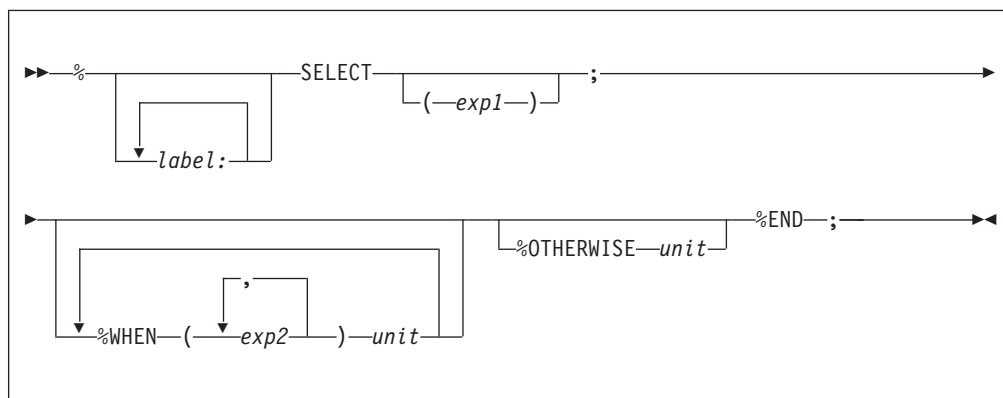 % SELECT ;
( exp1 )
label:
%END ;
%OTHERWISE unit
,
%WHEN ( exp2 ) unit